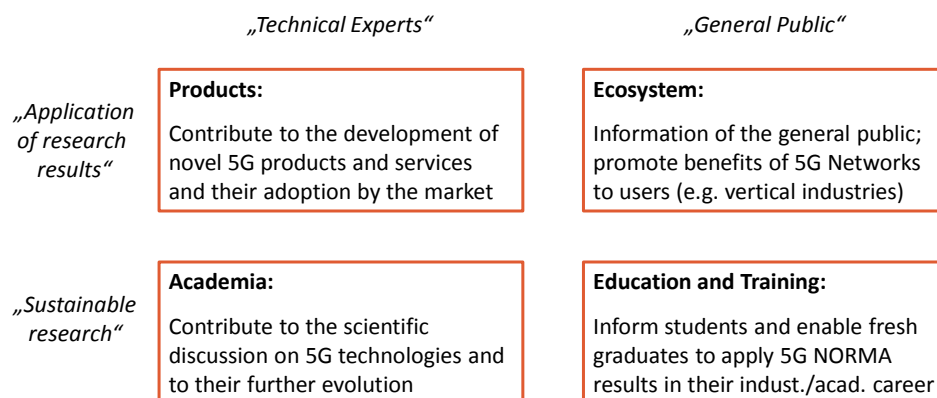 „Technical Experts“
„General Public“
„Application
of research
results“
Products:
Contribute to the development of
novel 5G products and services
and their adoption by the market
Ecosystem:
Information of the general public;
promote benefits of 5G Networks
to users (e.g. vertical industries)
„Sustainable
research“
Academia:
Contribute to the scientific
discussion on 5G technologies and
to their further evolution
Education and Training:
Inform students and enable fresh
graduates to apply 5G NORMA
results in their indust./acad. career